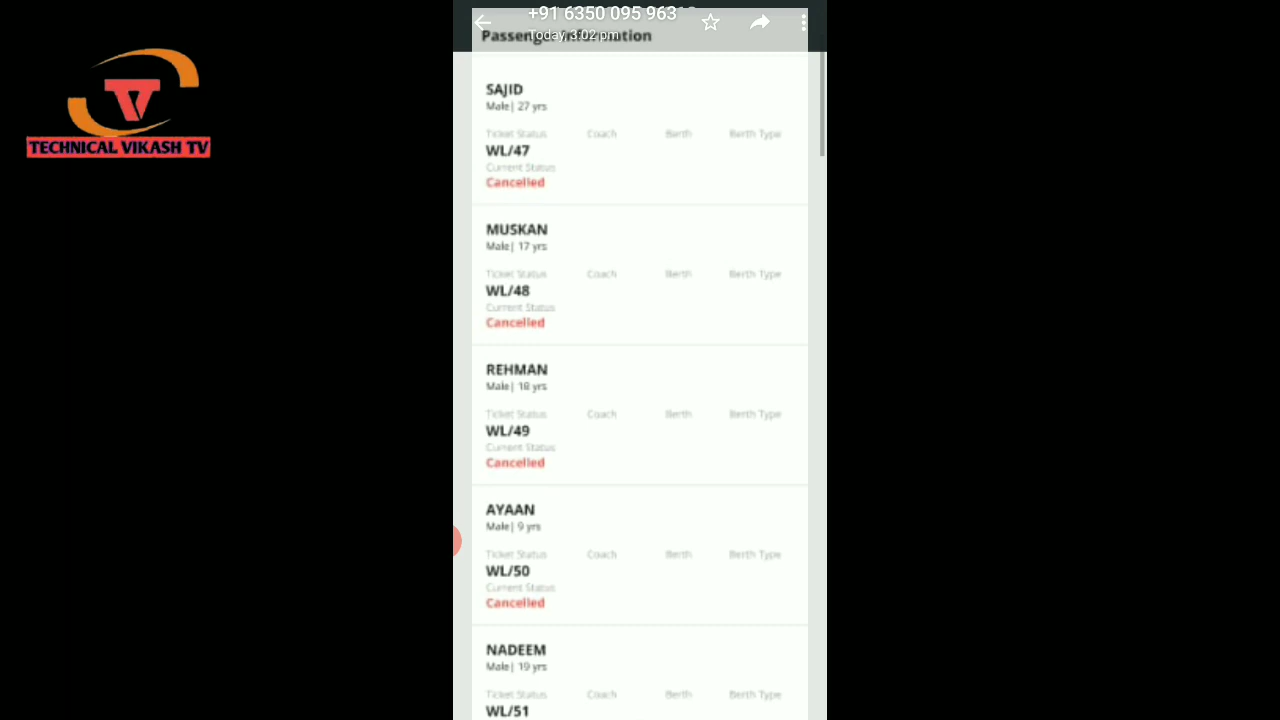 TECHNICAL VIKASH TV
+91 6350 095 963
Today, 3:02 pm
Passenger Information
SAJID
Male| 27 yrs
Ticket Status Coach Berth Berth Type
WL/47
Current Status
Cancelled
MUSKAN
Male| 17 yrs
Ticket Status Coach Berth Berth Type
WL/48
Current Status
Cancelled
REHMAN
Male| 18 yrs
Ticket Status Coach Berth Berth Type
WL/49
Current Status
Cancelled
AYAAN
Male| 9 yrs
Ticket Status Coach Berth Berth Type
WL/50
Current Status
Cancelled
NADEEM
Male| 19 yrs
Ticket Status Coach Berth Berth Type
WL/51